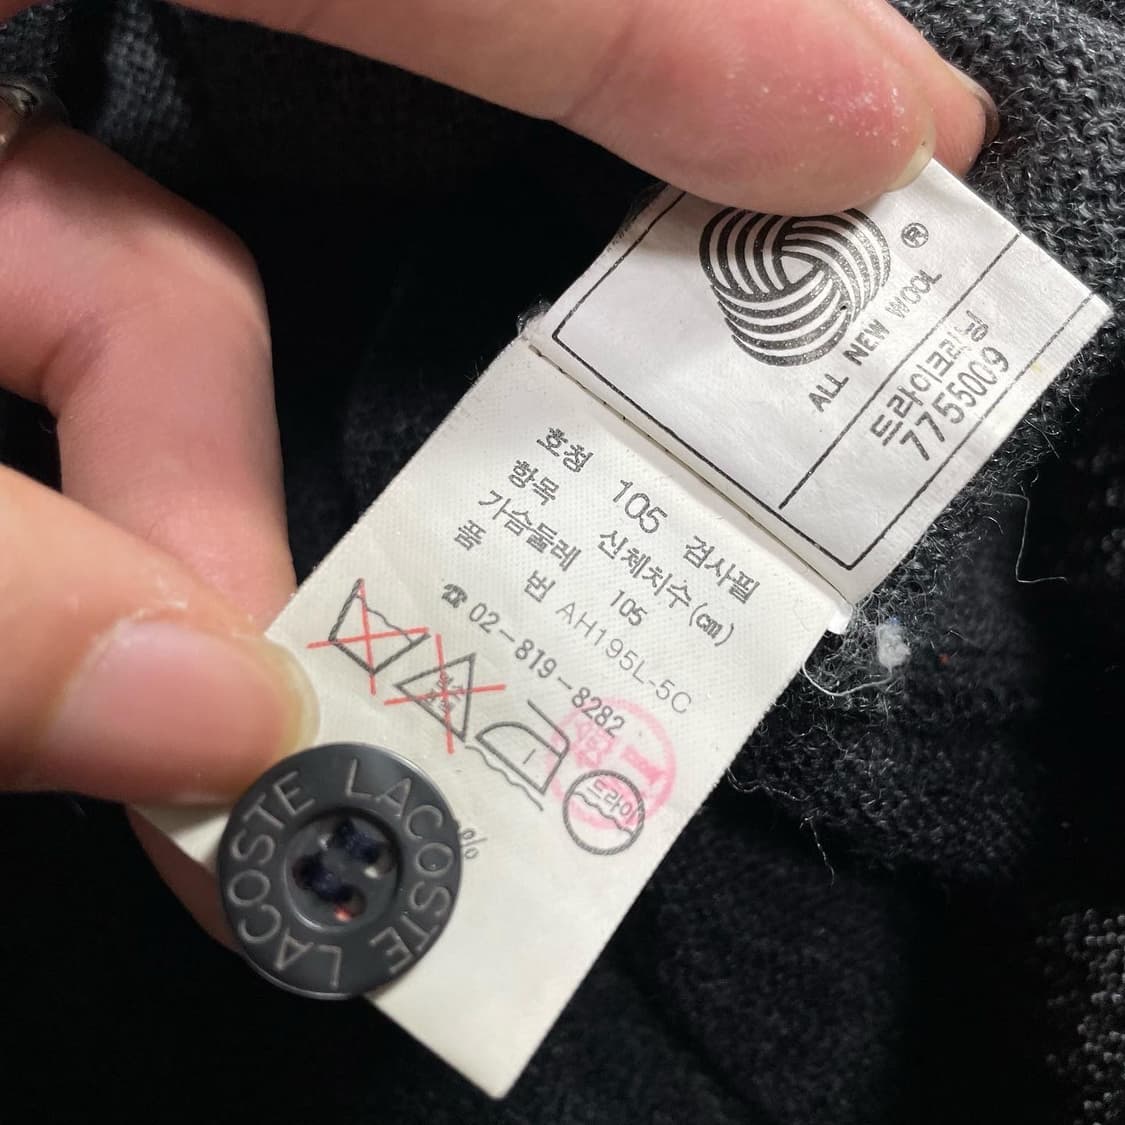 ®
ALL NEW WOOL
드라이크리닝
7755009
호칭 105 검사필
항목 신체치수(cm)
가슴둘레 105
품 번 AH195L-5C
☎ 02-819-8282
드라이
%
LACOSTE LACOSTE